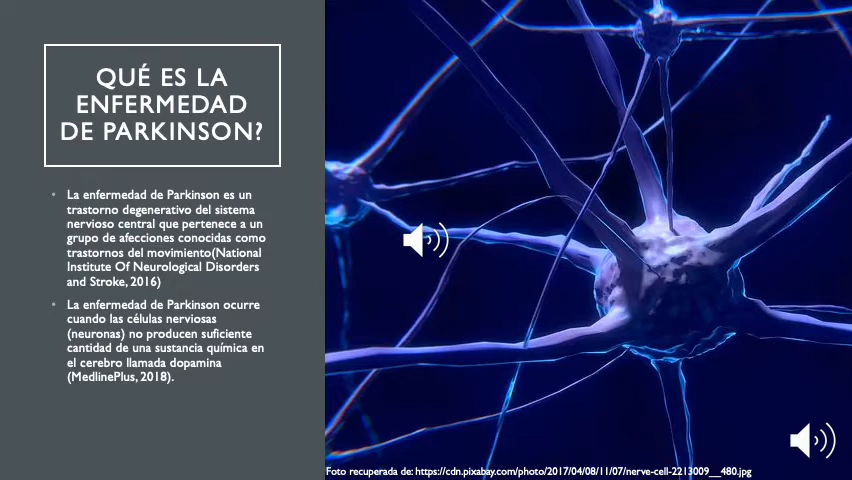 QUÉ ES LA
ENFERMEDAD
DE PARKINSON?
• La enfermedad de Parkinson es un
trastorno degenerativo del sistema
nervioso central que pertenece a un
grupo de afecciones conocidas como
trastornos del movimiento(National
Institute Of Neurological Disorders
and Stroke, 2016)
• La enfermedad de Parkinson ocurre
cuando las células nerviosas
(neuronas) no producen suficiente
cantidad de una sustancia química en
el cerebro llamada dopamina
(MedlinePlus, 2018).
Foto recuperada de: https://cdn.pixabay.com/photo/2017/04/08/11/07/nerve-cell-2213009__480.jpg